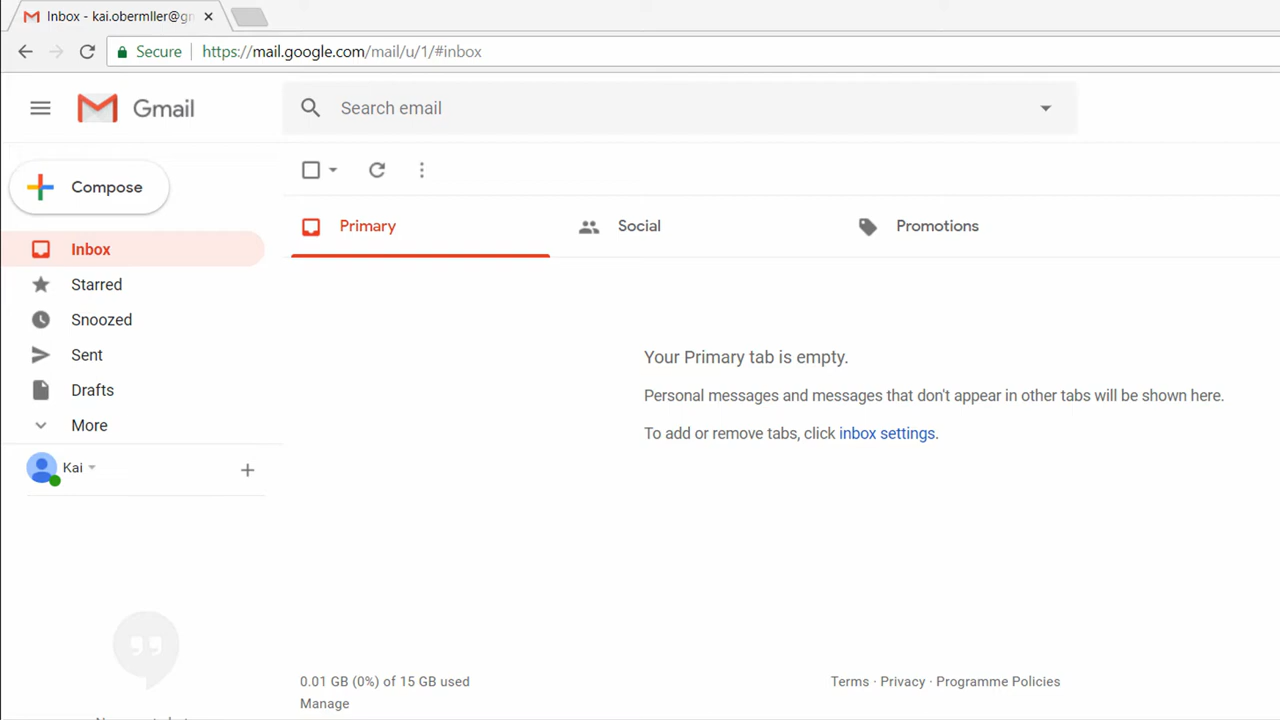 Inbox - kai.obermller@g
Secure https://mail.google.com/mail/u/1/#inbox
Gmail
Search email
Compose
Primary
Social
Promotions
Inbox
Starred
Snoozed
Sent
Drafts
More
Kai
Your Primary tab is empty.
Personal messages and messages that don't appear in other tabs will be shown here.
To add or remove tabs, click inbox settings.
0.01 GB (0%) of 15 GB used
Manage
Terms · Privacy · Programme Policies